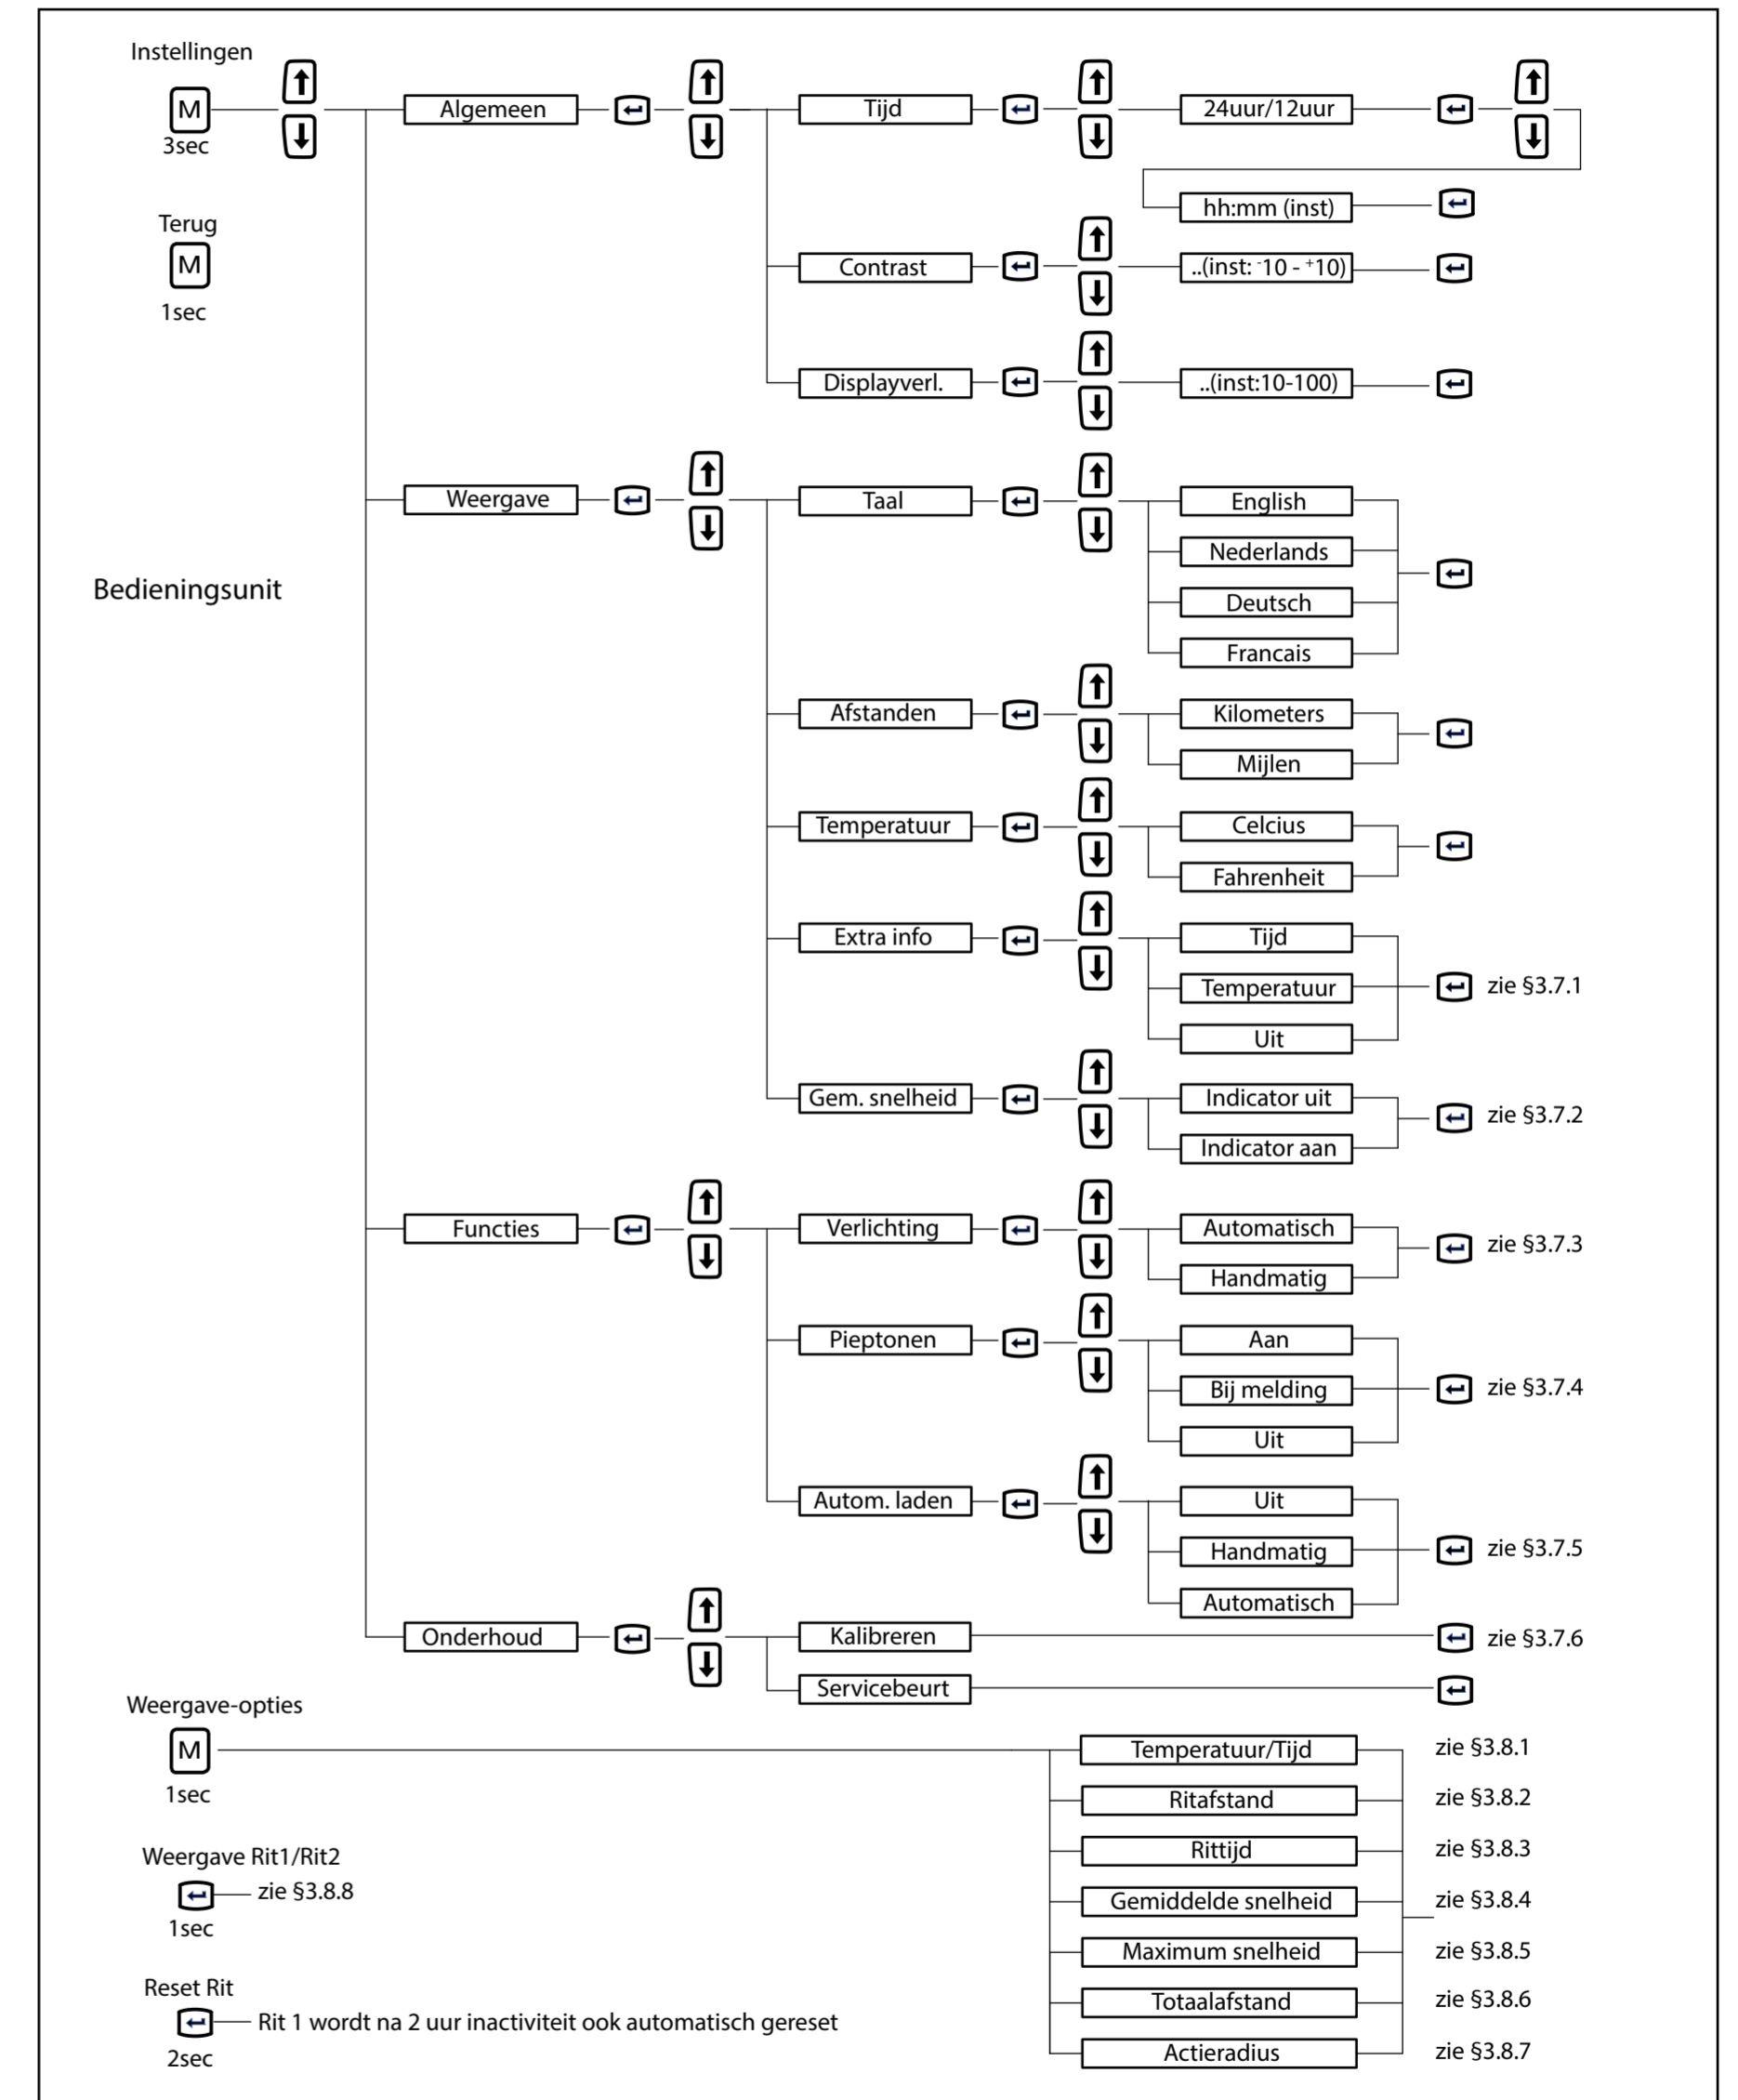 Instellingen
M
3sec
Algemeen
Tijd
24uur/12uur
hh:mm (inst)
Terug
M
1sec
Contrast
..(inst: -10 - +10)
Displayverl.
..(inst:10-100)
Weergave
Taal
English
Nederlands
Deutsch
Francais
Bedieningsunit
Afstanden
Kilometers
Mijlen
Temperatuur
Celcius
Fahrenheit
Extra info
Tijd
Temperatuur
Uit
zie §3.7.1
Gem. snelheid
Indicator uit
Indicator aan
zie §3.7.2
Functies
Verlichting
Automatisch
Handmatig
zie §3.7.3
Pieptonen
Aan
Bij melding
Uit
zie §3.7.4
Autom. laden
Uit
Handmatig
Automatisch
zie §3.7.5
Onderhoud
Kalibreren
zie §3.7.6
Servicebeurt
Weergave-opties
M
1sec
Temperatuur/Tijd
zie §3.8.1
Ritafstand
zie §3.8.2
Rittijd
zie §3.8.3
Gemiddelde snelheid
zie §3.8.4
Maximum snelheid
zie §3.8.5
Totaalafstand
zie §3.8.6
Actieradius
zie §3.8.7
Weergave Rit1/Rit2
zie §3.8.8
1sec
Reset Rit
Rit 1 wordt na 2 uur inactiviteit ook automatisch gereset
2sec